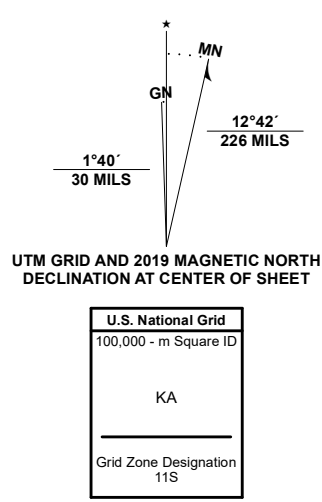 ★
MN
GN
12°42´
226 MILS
1°40´
30 MILS
UTM GRID AND 2019 MAGNETIC NORTH
DECLINATION AT CENTER OF SHEET
U.S. National Grid
100,000 - m Square ID
KA
Grid Zone Designation
11S